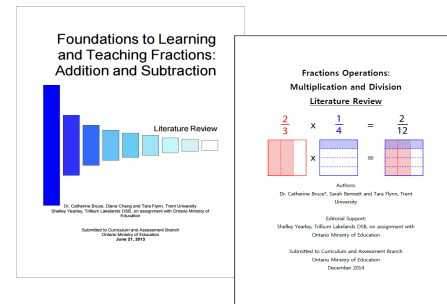 Foundations to Learning
and Teaching Fractions:
Addition and Subtraction
Literature Review
Dr. Catherine Bruce, Diana Chang and Tara Flynn, Trent University
Shelley Yearley, Trillium Lakelands DSB, on assignment with Ontario Ministry of
Education
Submitted to Curriculum and Assessment Branch
Ontario Ministry of Education
June 21, 2013
Fractions Operations:
Multiplication and Division
Literature Review
2/3 x 1/4 = 2/12
x =
Authors:
Dr. Catherine Bruce*, Sarah Bennett and Tara Flynn, Trent
University
Editorial Support:
Shelley Yearley, Trillium Lakelands DSB, on assignment with
Ontario Ministry of Education
Submitted to Curriculum and Assessment Branch
Ontario Ministry of Education
December 2014